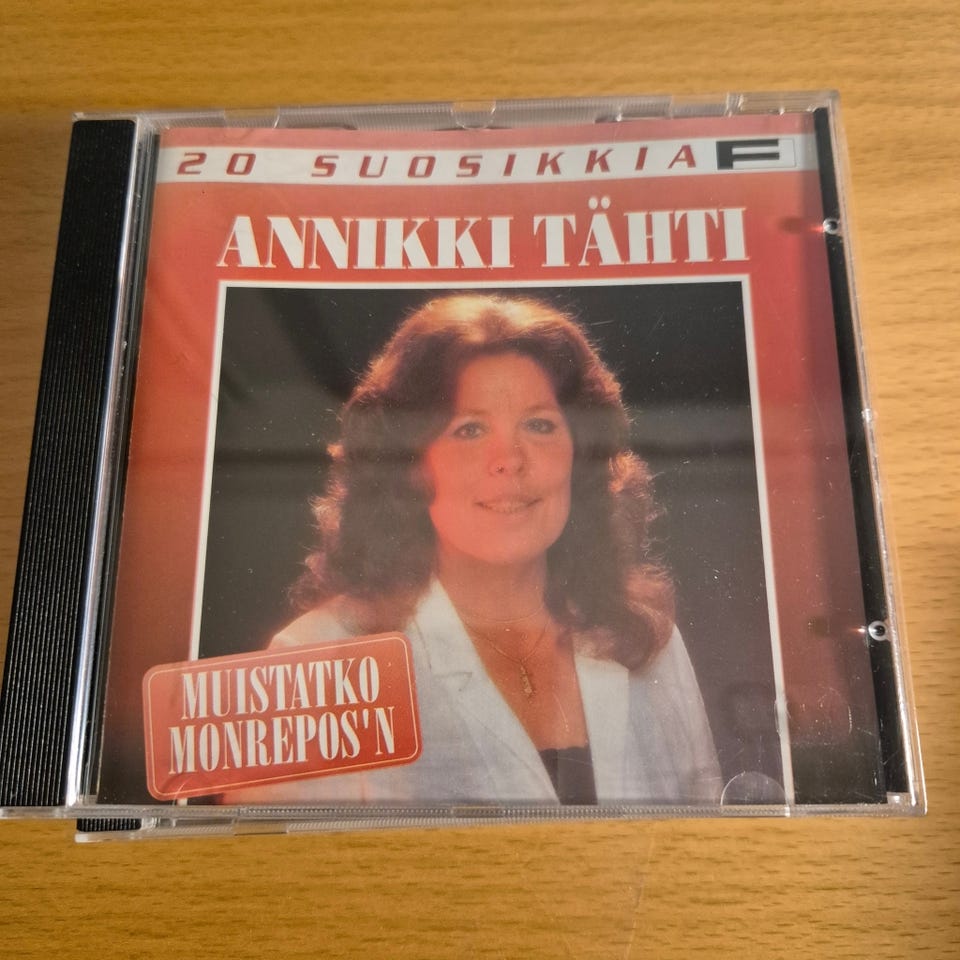 20 SUOSIKKIA F
ANNIKKI TÄHTI
MUISTATKO
MONREPOS'N